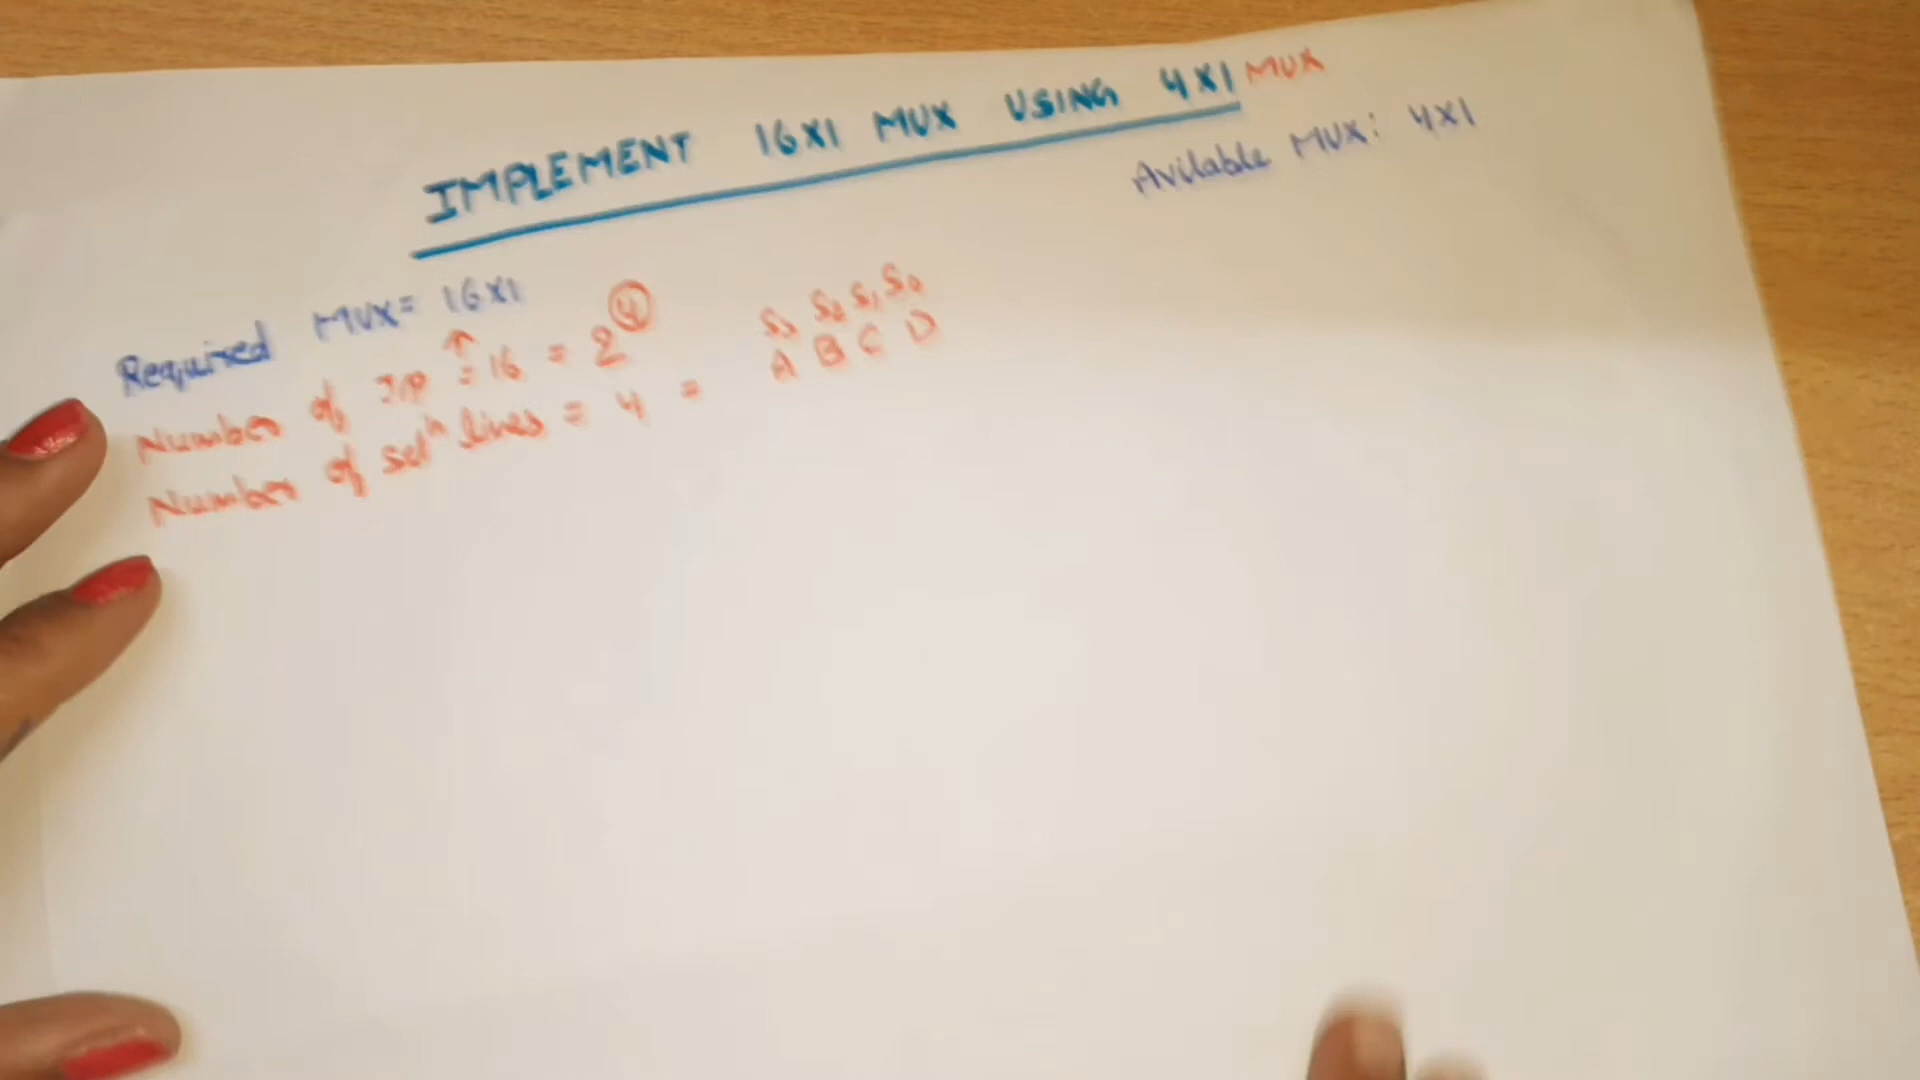 IMPLEMENT 16X1 MUX USING 4X1 MUX
Avilable MUX: 4X1
Required MUX= 16X1
Number of I/P = 16 = 2⁴
Number of selⁿ lines = 4 =
S₃ S₂ S₁ S₀
A B C D